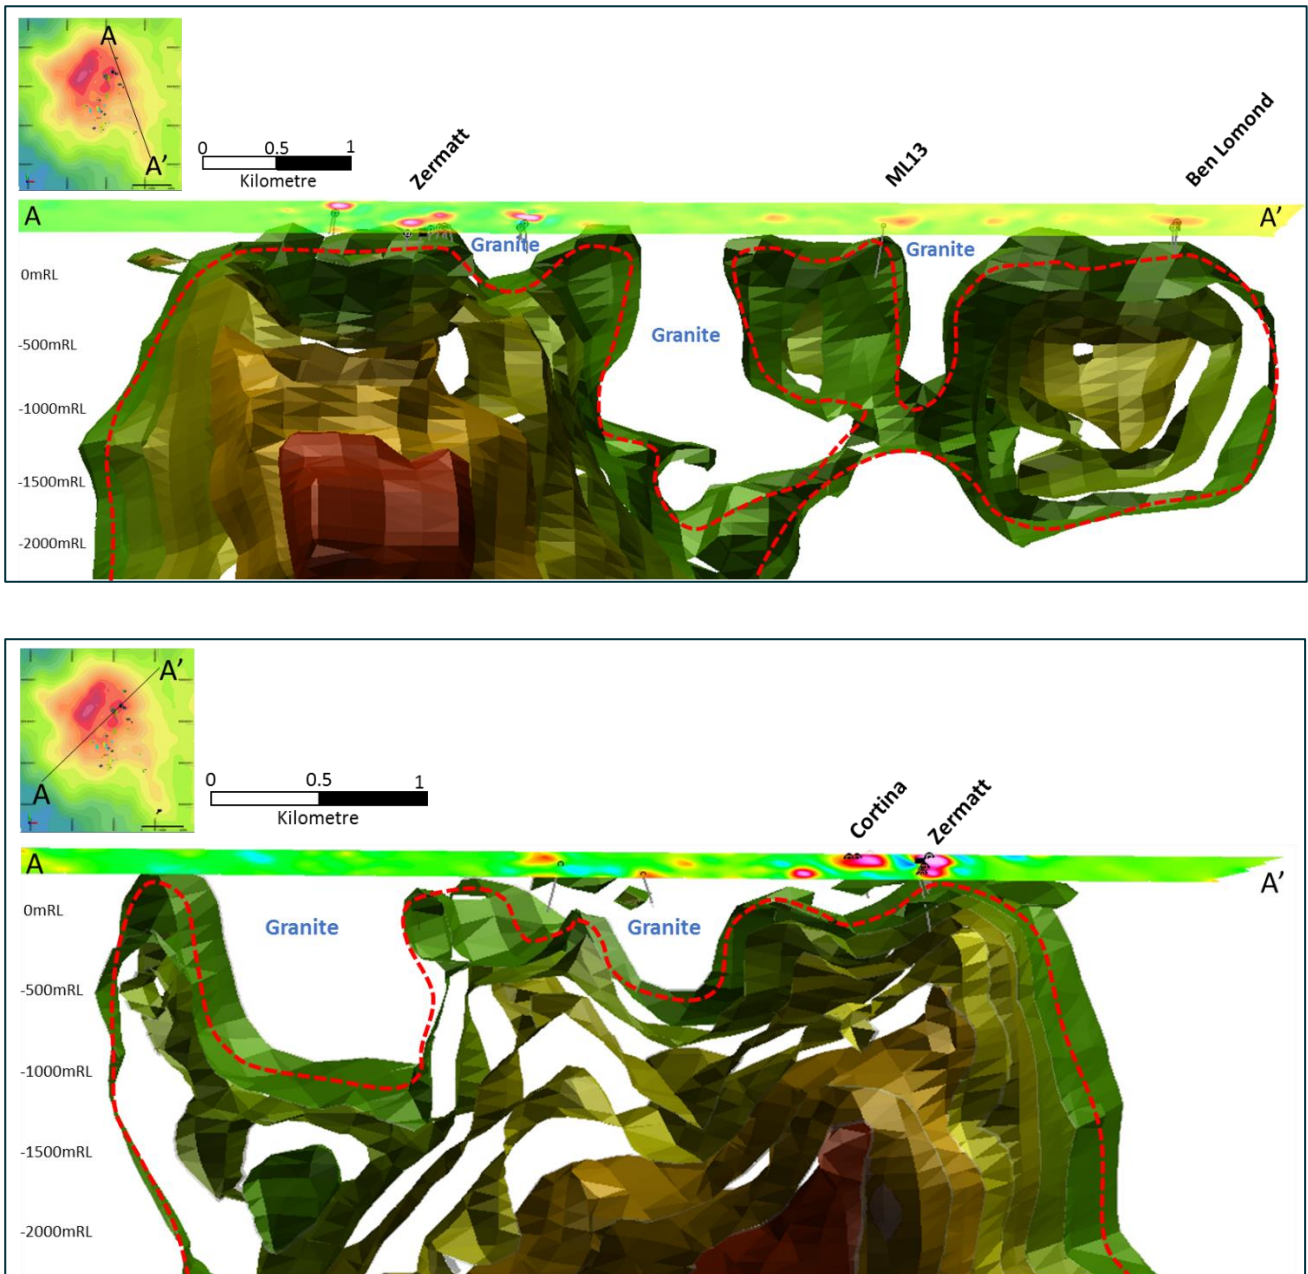 A
A'
0 0.5 1
Kilometre
Zermatt
ML13
Ben Lomond
A
A'
Granite
Granite
Granite
0mRL
-500mRL
-1000mRL
-1500mRL
-2000mRL
A'
A
0 0.5 1
Kilometre
Cortina
Zermatt
A
A'
0mRL
Granite
Granite
-500mRL
-1000mRL
-1500mRL
-2000mRL